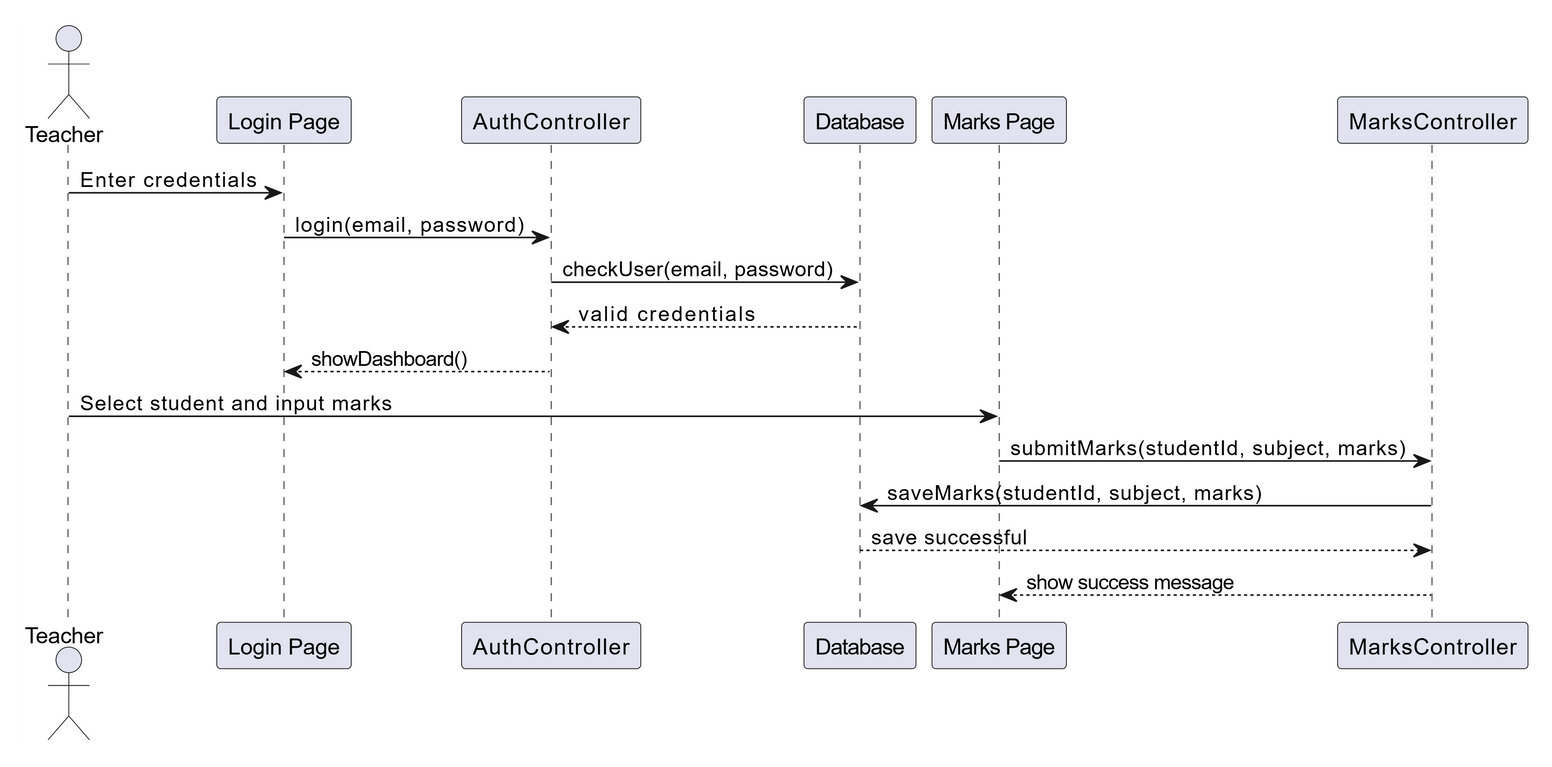 Teacher
Login Page
AuthController
Database
Marks Page
MarksController
Enter credentials
login(email, password)
checkUser(email, password)
valid credentials
showDashboard()
Select student and input marks
submitMarks(studentId, subject, marks)
saveMarks(studentId, subject, marks)
save successful
show success message
Teacher
Login Page
AuthController
Database
Marks Page
MarksController